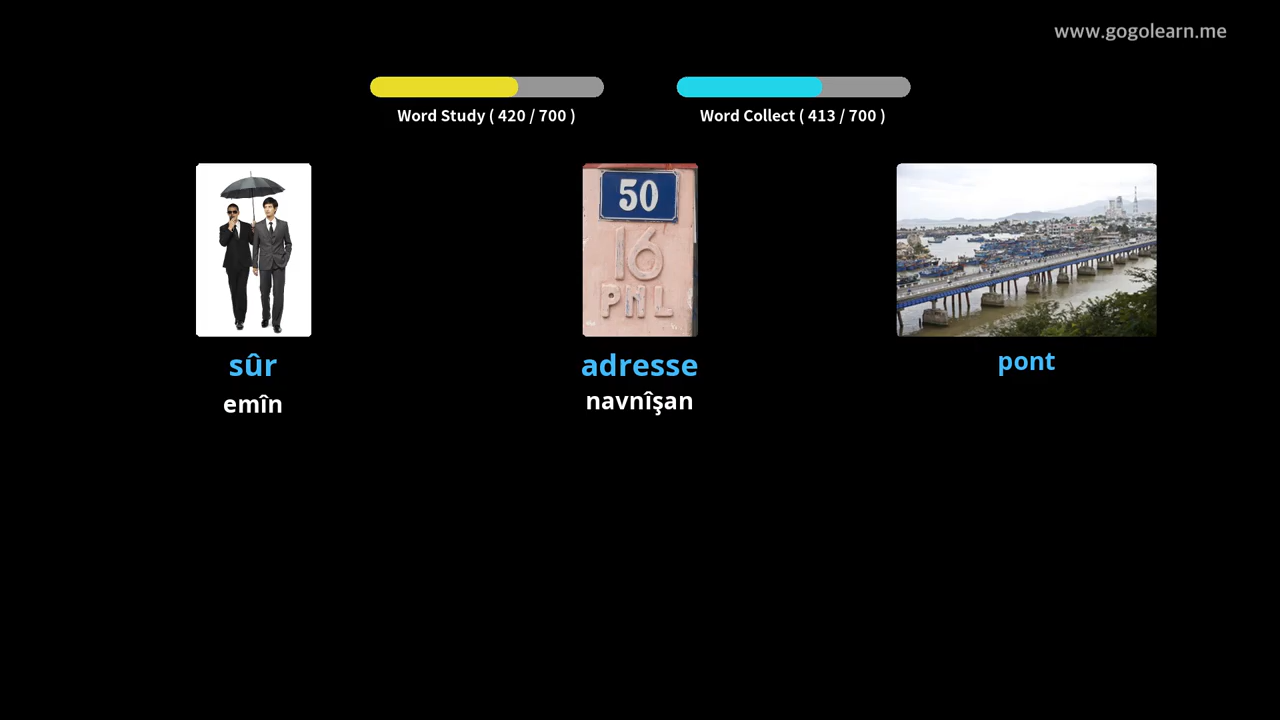 www.gogolearn.me
Word Study ( 420 / 700 )
Word Collect ( 413 / 700 )
50
16
PNL
sûr
adresse
pont
emîn
navnîşan